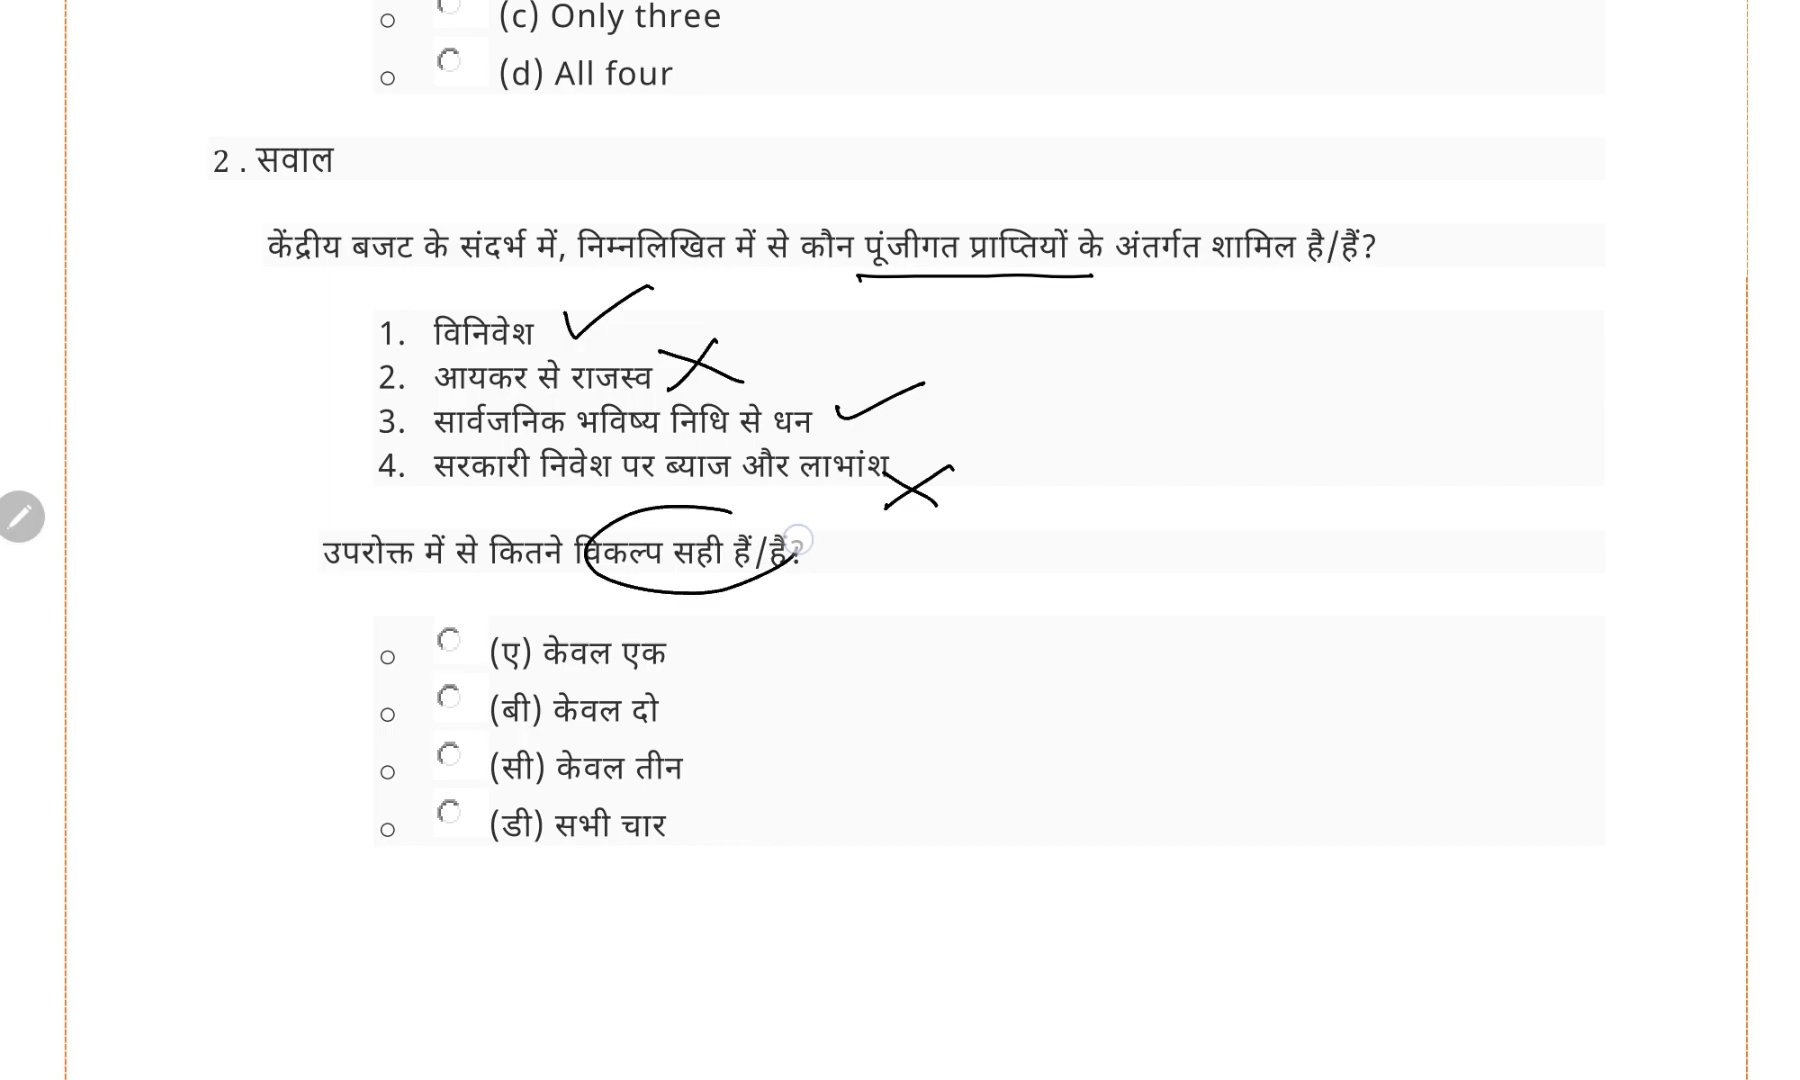 (c) Only three
(d) All four
2 . सवाल
केंद्रीय बजट के संदर्भ में, निम्नलिखित में से कौन पूंजीगत प्राप्तियों के अंतर्गत शामिल है/हैं?
1. विनिवेश
2. आयकर से राजस्व
3. सार्वजनिक भविष्य निधि से धन
4. सरकारी निवेश पर ब्याज और लाभांश
उपरोक्त में से कितने विकल्प सही हैं/है?
(ए) केवल एक
(बी) केवल दो
(सी) केवल तीन
(डी) सभी चार